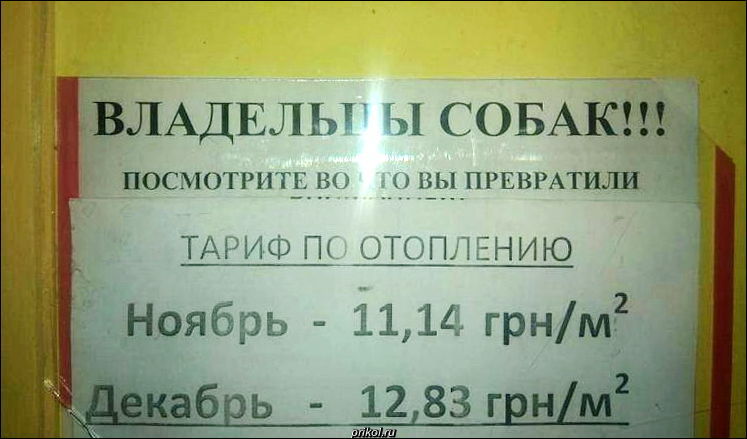 ВЛАДЕЛЬЦЫ СОБАК!!!
ПОСМОТРИТЕ ВО ЧТО ВЫ ПРЕВРАТИЛИ
ТАРИФ ПО ОТОПЛЕНИЮ
Ноябрь - 11,14 грн/м²
Декабрь - 12,83 грн/м²
prikol.ru